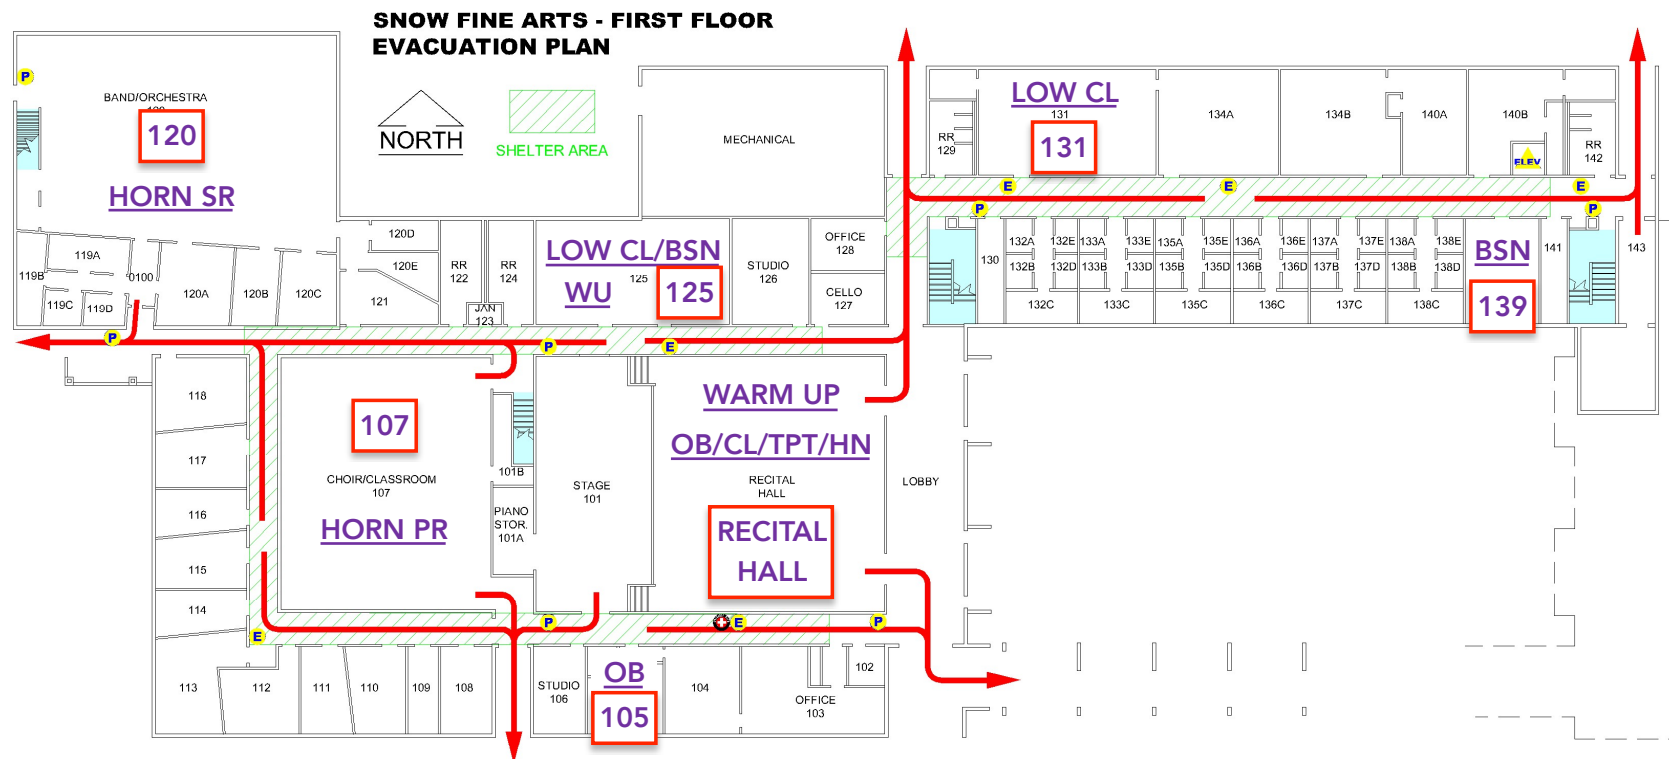 SNOW FINE ARTS - FIRST FLOOR
EVACUATION PLAN
NORTH
SHELTER AREA
P
BAND/ORCHESTRA
120
HORN SR
MECHANICAL
LOW CL
131
131
134A
134B
140A
140B
ELEV
RR
129
RR
142
E
E
E
P
P
119A
119B
119C
119D
0100
120A
120B
120C
120D
120E
121
RR
122
RR
124
JAN
123
LOW CL/BSN
WU
125
125
STUDIO
126
OFFICE
128
CELLO
127
130
132A
132E
132B
132D
132C
133A
133E
133B
133D
133C
135A
135E
135B
135D
135C
136A
136E
136B
136D
136C
137A
137E
137B
137D
137C
138A
138E
138B
138D
138C
BSN
139
141
143
P
P
E
118
117
116
115
114
113
112
111
110
109
108
107
CHOIR/CLASSROOM
107
HORN PR
101B
PIANO
STOR.
101A
STAGE
101
WARM UP
OB/CL/TPT/HN
RECITAL
HALL
RECITAL
HALL
LOBBY
E
P
E
P
STUDIO
106
OB
105
104
OFFICE
103
102